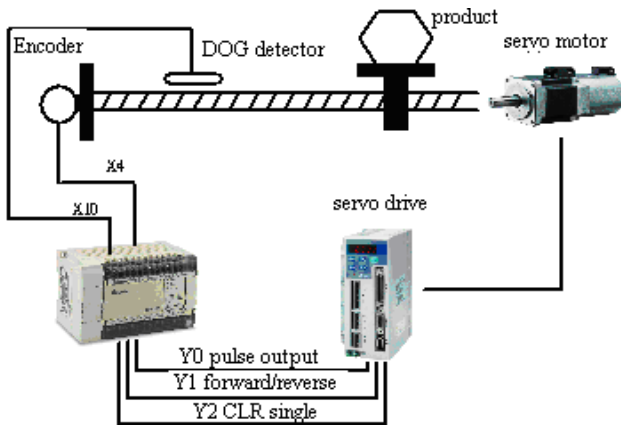 product
Encoder
DOG detector
servo motor
X4
X10
servo drive
Y0 pulse output
Y1 forward/reverse
Y2 CLR single